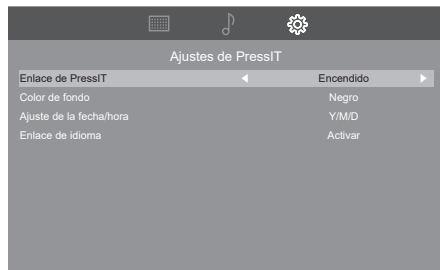 Ajustes de PressIT
Enlace de PressIT Encendido
Color de fondo Negro
Ajuste de la fecha/hora Y/M/D
Enlace de idioma Activar